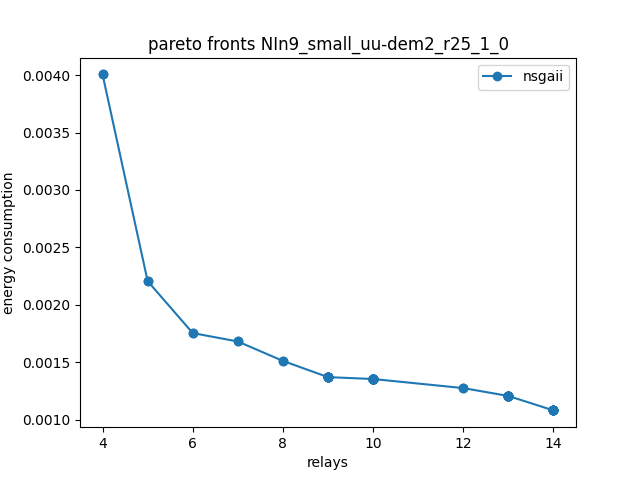 pareto fronts NIn9_small_uu-dem2_r25_1_0
nsgaii
energy consumption
0.0040
0.0035
0.0030
0.0025
0.0020
0.0015
0.0010
4 6 8 10 12 14
relays